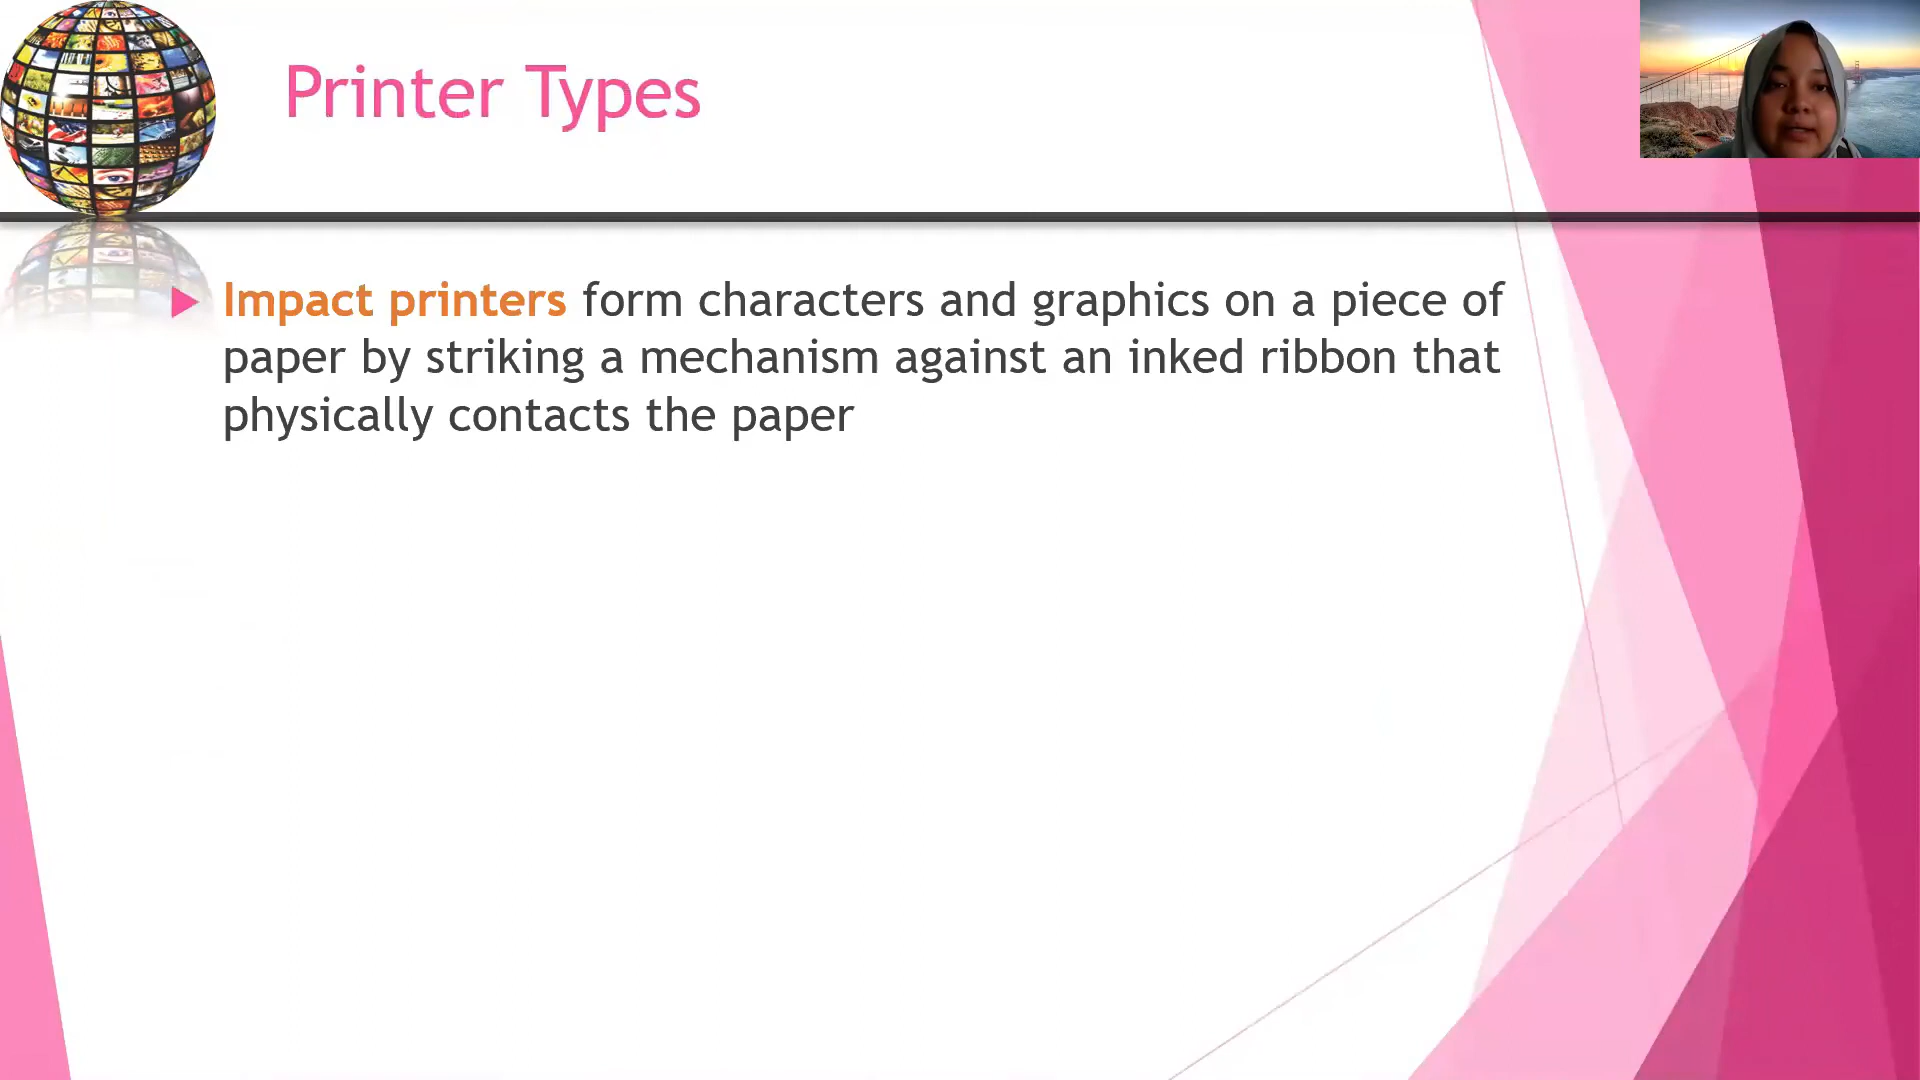 Printer Types
Impact printers form characters and graphics on a piece of
paper by striking a mechanism against an inked ribbon that
physically contacts the paper